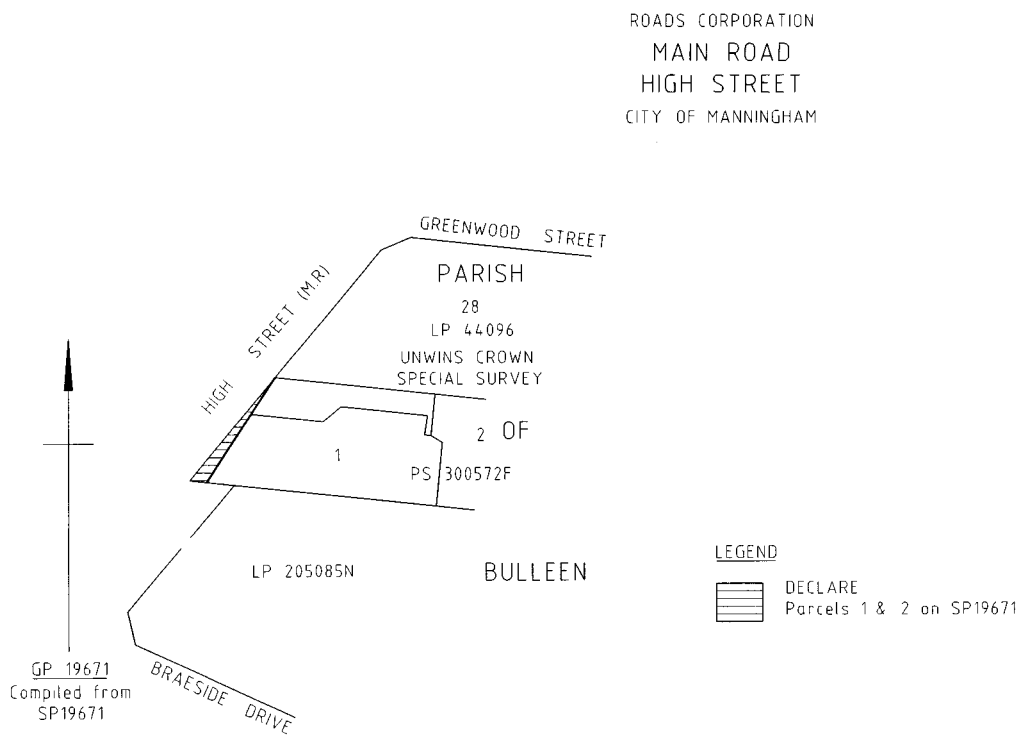 ROADS CORPORATION
MAIN ROAD
HIGH STREET
CITY OF MANNINGHAM
GREENWOOD STREET
PARISH
28
LP 44096
UNWINS CROWN
SPECIAL SURVEY
HIGH STREET (M.R)
2 OF
1
PS 300572F
LP 205085N
BULLEEN
LEGEND
DECLARE
Parcels 1 & 2 on SP19671
GP 19671
Compiled from
SP19671
BRAESIDE DRIVE